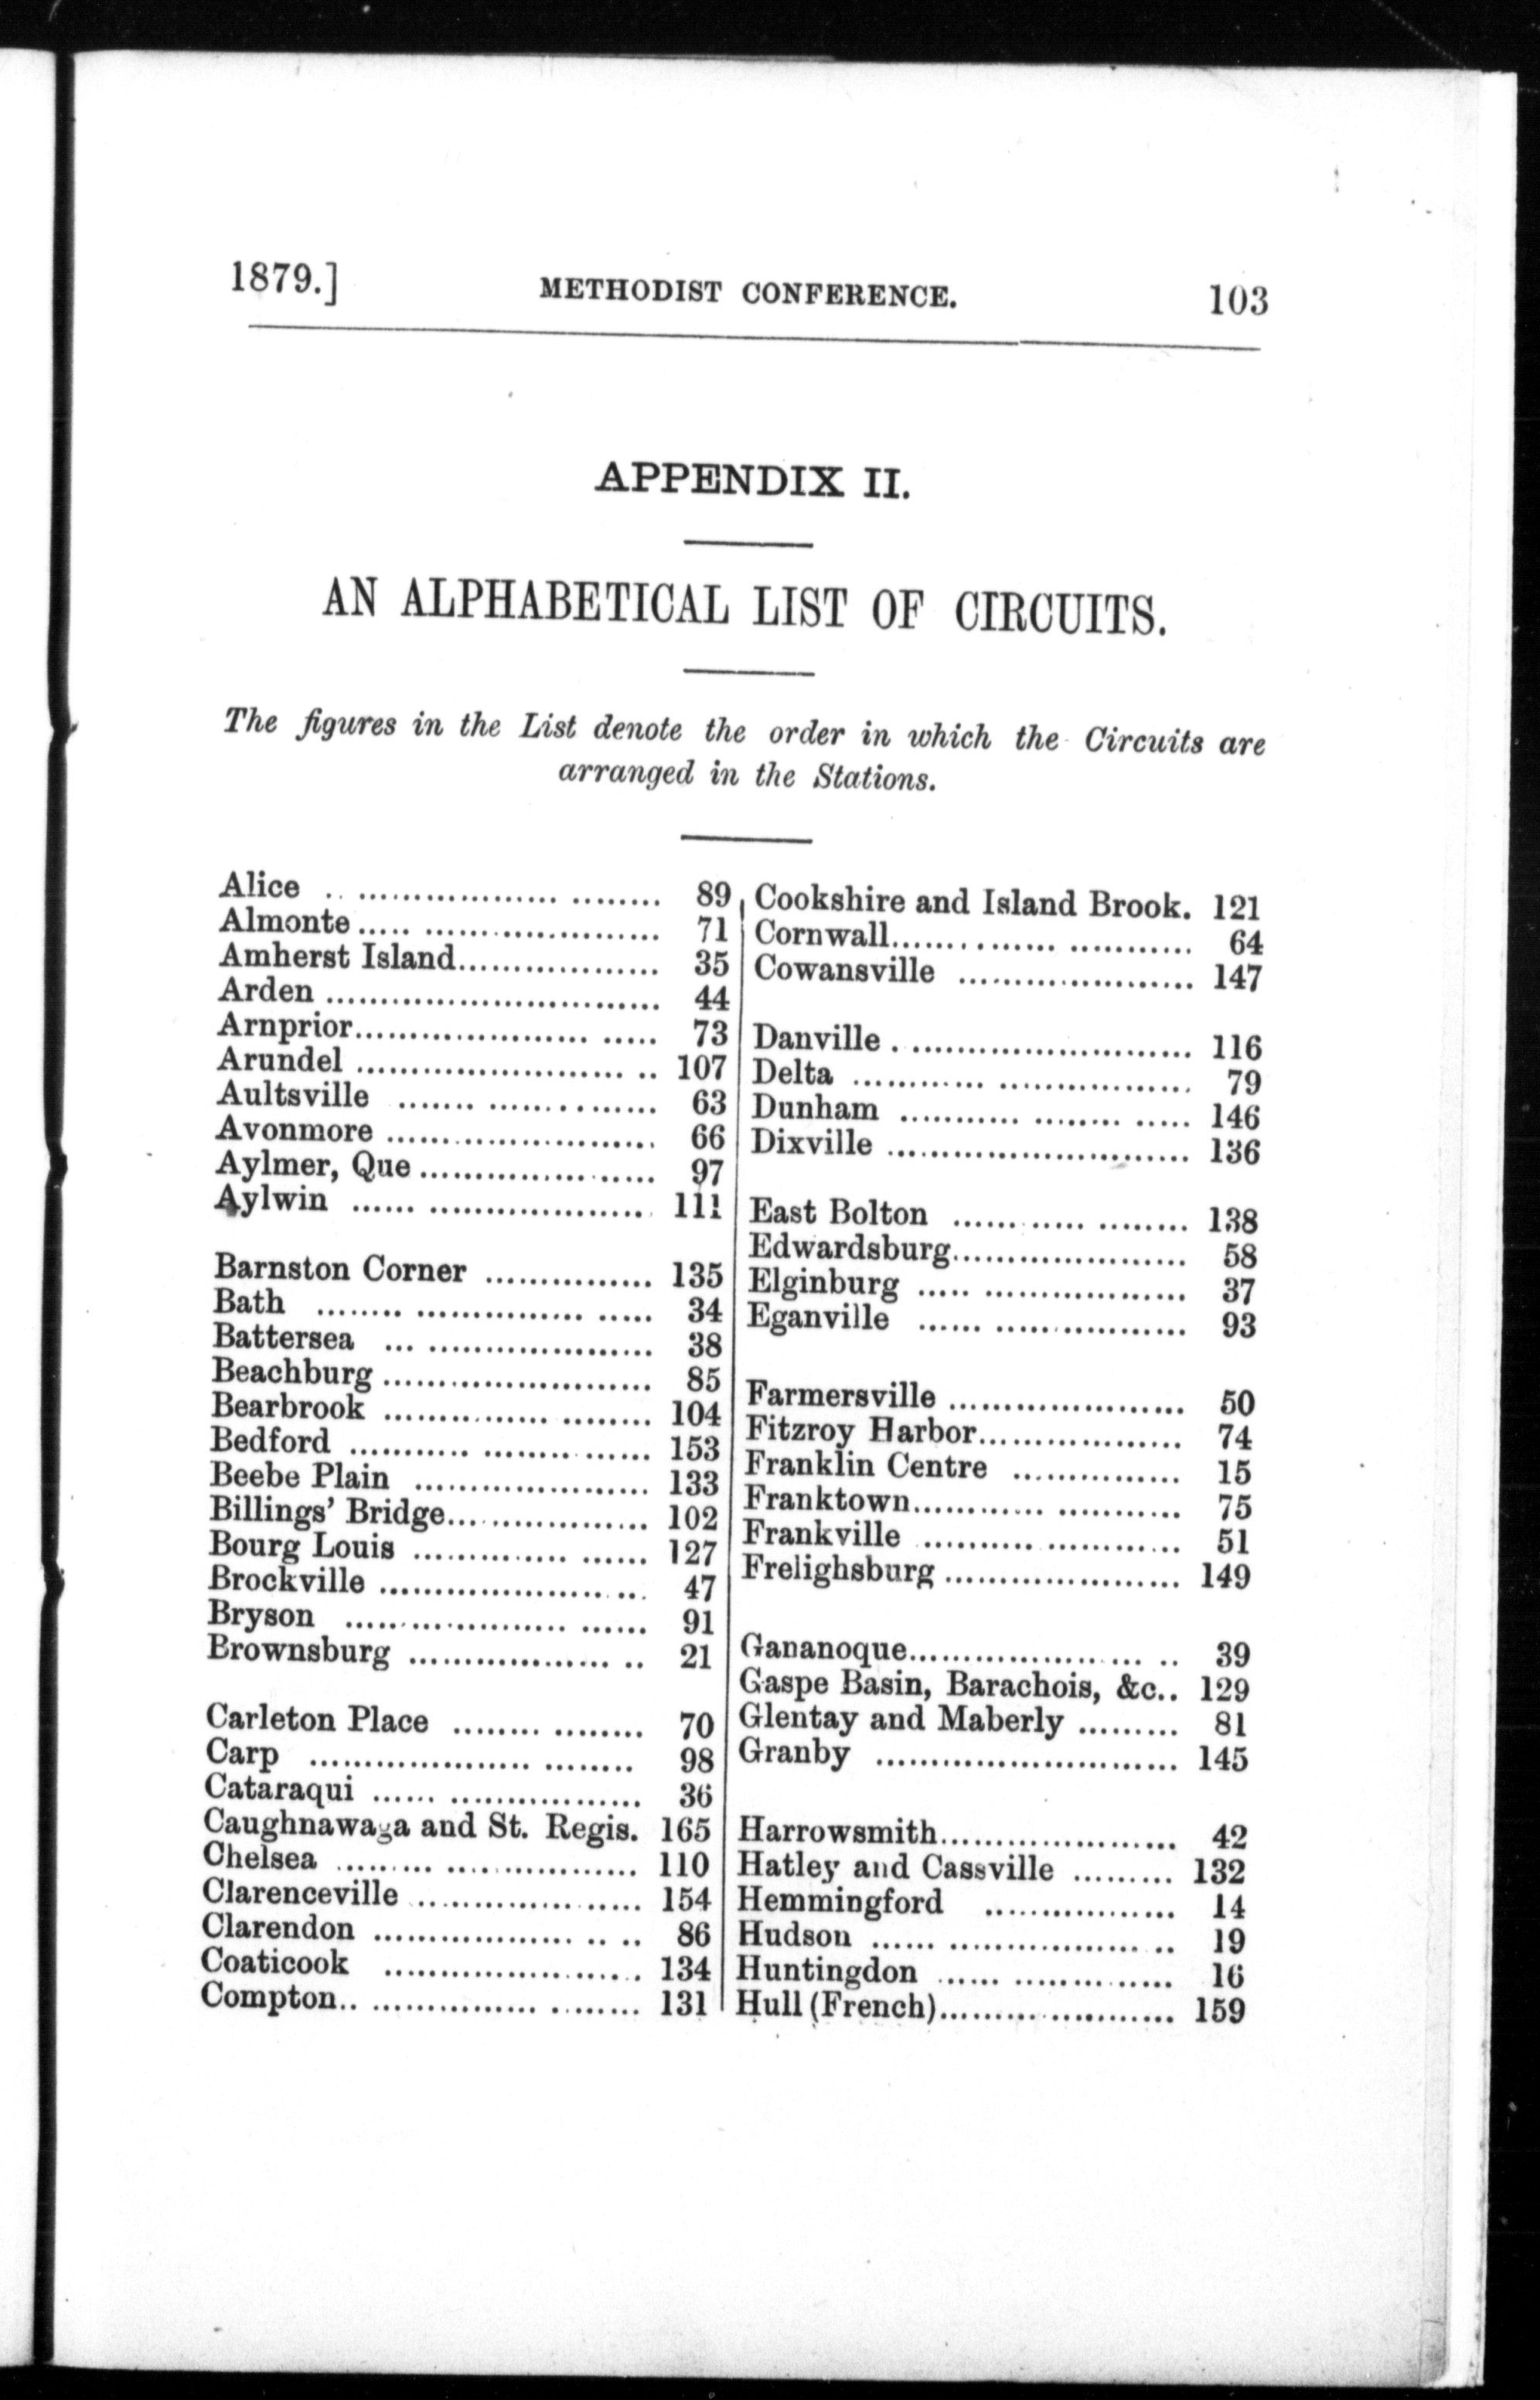 1879.] METHODIST CONFERENCE. 103
APPENDIX II.
AN ALPHABETICAL LIST OF CIRCUITS.
The figures in the List denote the order in which the Circuits are
arranged in the Stations.
Alice .. ........................... 89
Almonte............................. 71
Amherst Island................... 35
Arden ................................ 44
Arnprior............................. 73
Arundel ............................. 107
Aultsville .......................... 63
Avonmore .......................... 66
Aylmer, Que....................... 97
Aylwin .............................. 111
Barnston Corner ............... 135
Bath ................................. 34
Battersea ... ..................... 38
Beachburg.......................... 85
Bearbrook .......................... 104
Bedford ............................. 153
Beebe Plain ...................... 133
Billings' Bridge................... 102
Bourg Louis ....................... 127
Brockville .......................... 47
Bryson .............................. 91
Brownsburg ....................... 21
Carleton Place .................. 70
Carp ................................. 98
Cataraqui .......................... 36
Caughnawaga and St. Regis. 165
Chelsea ............................. 110
Clarenceville ...................... 154
Clarendon .......................... 86
Coaticook .......................... 134
Compton............................. 131
Cookshire and Island Brook. 121
Cornwall............................. 64
Cowansville ...................... 147
Danville . .......................... 116
Delta ................................. 79
Dunham ............................. 146
Dixville ............................. 136
East Bolton ....................... 138
Edwardsburg...................... 58
Elginburg .......................... 37
Eganville .......................... 93
Farmersville ...................... 50
Fitzroy Harbor................... 74
Franklin Centre ................ 15
Franktown.......................... 75
Frankville .......................... 51
Frelighsburg ...................... 149
Gananoque.......................... 39
Gaspe Basin, Barachois, &c.. 129
Glentay and Maberly ......... 81
Granby .............................. 145
Harrowsmith...................... 42
Hatley and Cassville ......... 132
Hemmingford .................. 14
Hudson .............................. 19
Huntingdon ....................... 16
Hull (French)...................... 159